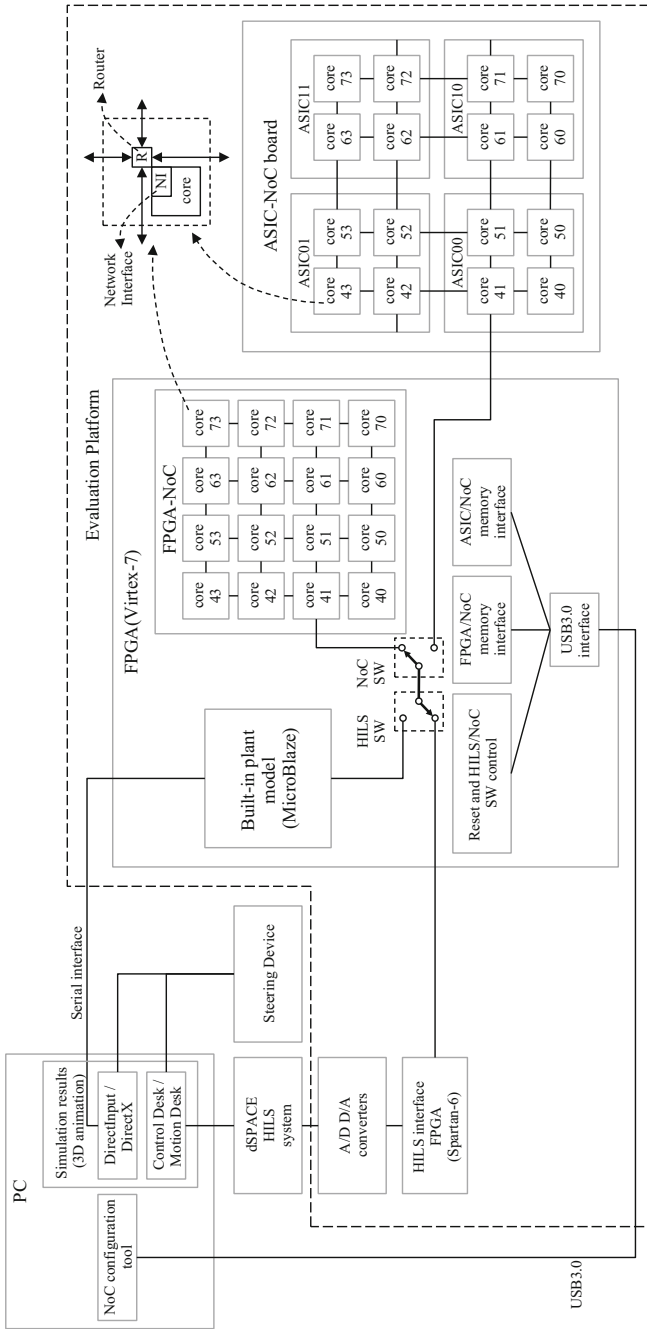 PC
NoC configuration
tool
Simulation results
(3D animation)
DirectInput /
DirectX
Control Desk /
Motion Desk
Serial interface
Steering Device
dSPACE
HILS
system
A/D D/A
converters
HILS interface
FPGA
(Spartan-6)
USB3.0
Evaluation Platform
FPGA(Virtex-7)
Built-in plant
model
(MicroBlaze)
HILS
SW
NoC
SW
Reset and HILS/NoC
SW control
FPGA/NoC
memory
interface
ASIC/NoC
memory
interface
USB3.0
interface
FPGA-NoC
core
43
core
53
core
63
core
73
core
42
core
52
core
62
core
72
core
41
core
51
core
61
core
71
core
40
core
50
core
60
core
70
Network
Interface
Router
R
NI
core
ASIC-NoC board
ASIC01
core
43
core
53
core
42
core
52
ASIC11
core
63
core
73
core
62
core
72
ASIC00
core
41
core
51
core
40
core
50
ASIC10
core
61
core
71
core
60
core
70